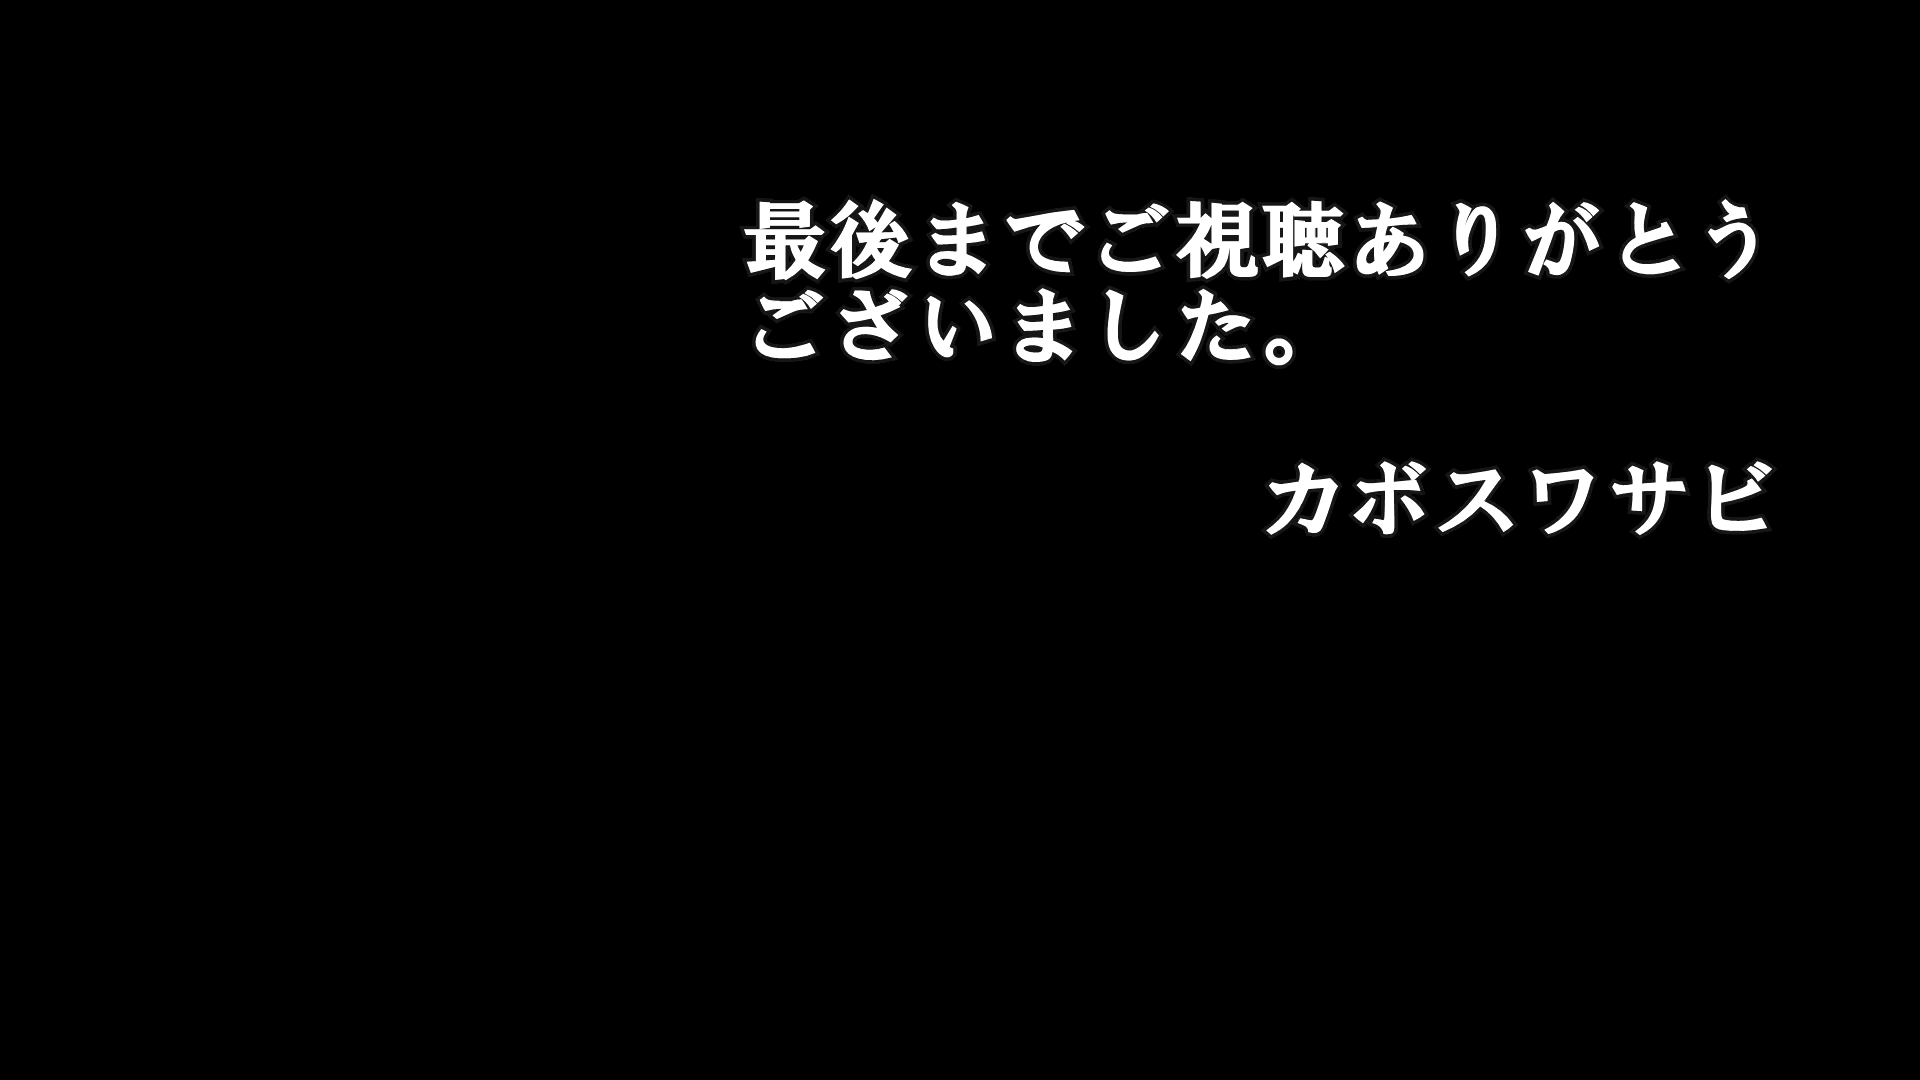 最後までご視聴ありがとう
ございました。
カボスワサビ